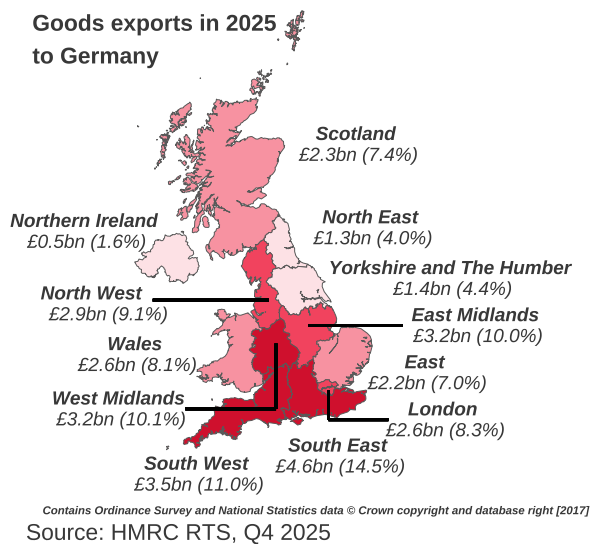 Goods exports in 2025
to Germany
Scotland
£2.3bn (7.4%)
Northern Ireland
£0.5bn (1.6%)
North East
£1.3bn (4.0%)
Yorkshire and The Humber
£1.4bn (4.4%)
North West
£2.9bn (9.1%)
East Midlands
£3.2bn (10.0%)
Wales
£2.6bn (8.1%)
East
£2.2bn (7.0%)
West Midlands
£3.2bn (10.1%)
London
£2.6bn (8.3%)
South East
£4.6bn (14.5%)
South West
£3.5bn (11.0%)
Contains Ordinance Survey and National Statistics data © Crown copyright and database right [2017]
Source: HMRC RTS, Q4 2025